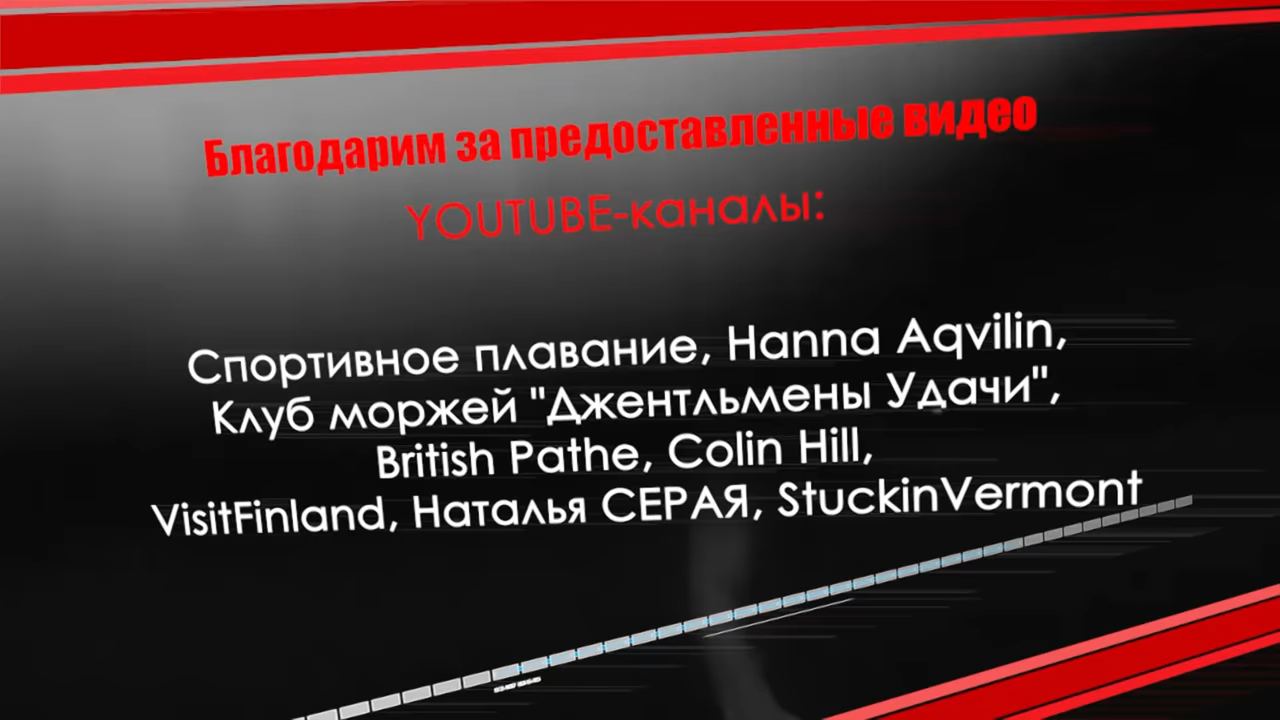 Благодарим за предоставленные видео
YOUTUBE-каналы:
Спортивное плавание, Hanna Aqvilin,
Клуб моржей "Джентльмены Удачи",
British Pathe, Colin Hill,
VisitFinland, Наталья СЕРАЯ, StuckinVermont